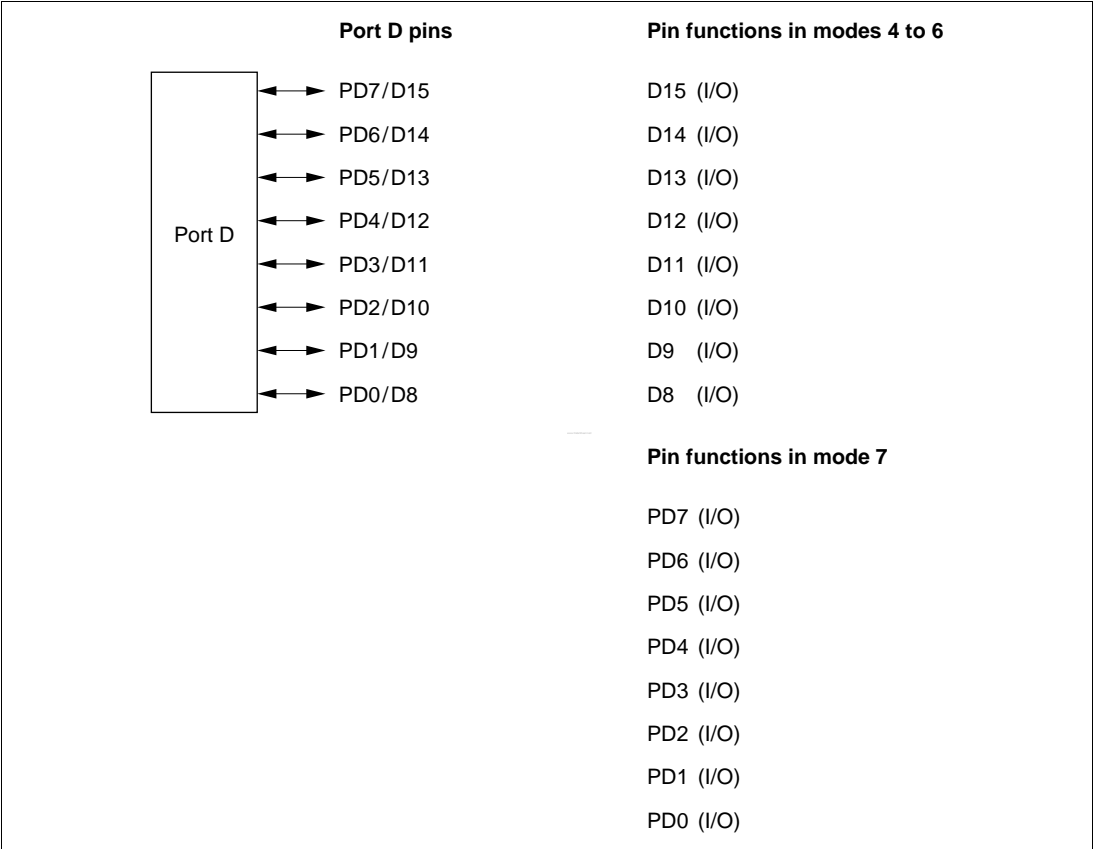 Port D pins Pin functions in modes 4 to 6
PD7/D15 D15 (I/O)
PD6/D14 D14 (I/O)
PD5/D13 D13 (I/O)
PD4/D12 D12 (I/O)
Port D
PD3/D11 D11 (I/O)
PD2/D10 D10 (I/O)
PD1/D9 D9 (I/O)
PD0/D8 D8 (I/O)
Pin functions in mode 7
PD7 (I/O)
PD6 (I/O)
PD5 (I/O)
PD4 (I/O)
PD3 (I/O)
PD2 (I/O)
PD1 (I/O)
PD0 (I/O)